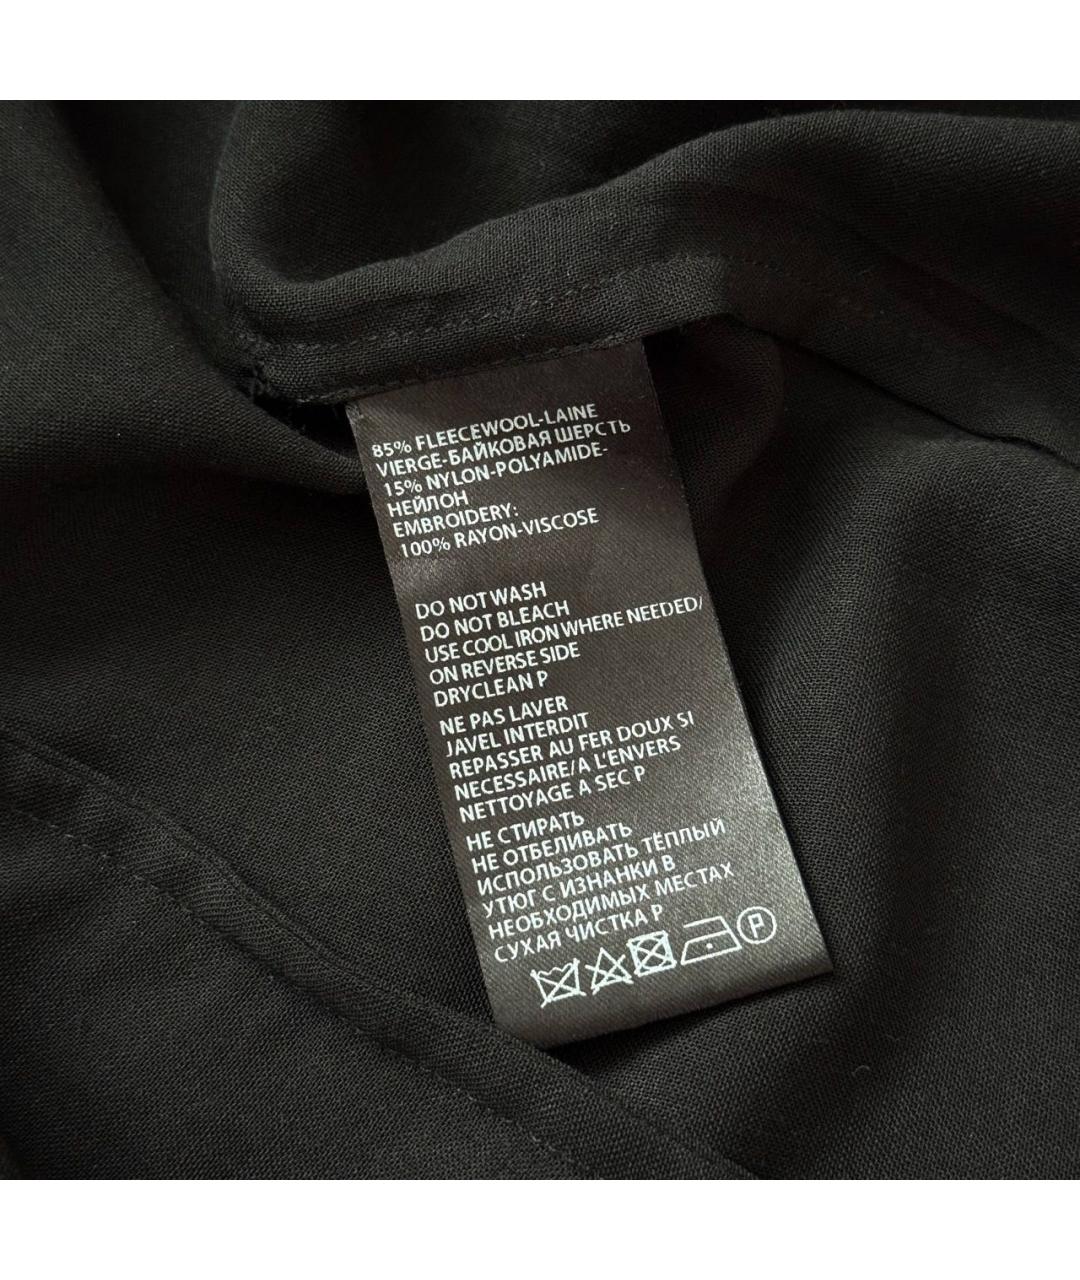 85% FLEECEWOOL-LAINE
VIERGE-БАЙКОВАЯ ШЕРСТЬ
15% NYLON-POLYAMIDE-
НЕЙЛОН
EMBROIDERY:
100% RAYON-VISCOSE
DO NOT WASH
DO NOT BLEACH
USE COOL IRON WHERE NEEDED/
ON REVERSE SIDE
DRYCLEAN P
NE PAS LAVER
JAVEL INTERDIT
REPASSER AU FER DOUX SI
NECESSAIRE/A L'ENVERS
NETTOYAGE A SEC P
НЕ СТИРАТЬ
НЕ ОТБЕЛИВАТЬ
ИСПОЛЬЗОВАТЬ ТЁПЛЫЙ
УТЮГ С ИЗНАНКИ В
НЕОБХОДИМЫХ МЕСТАХ
СУХАЯ ЧИСТКА P
P